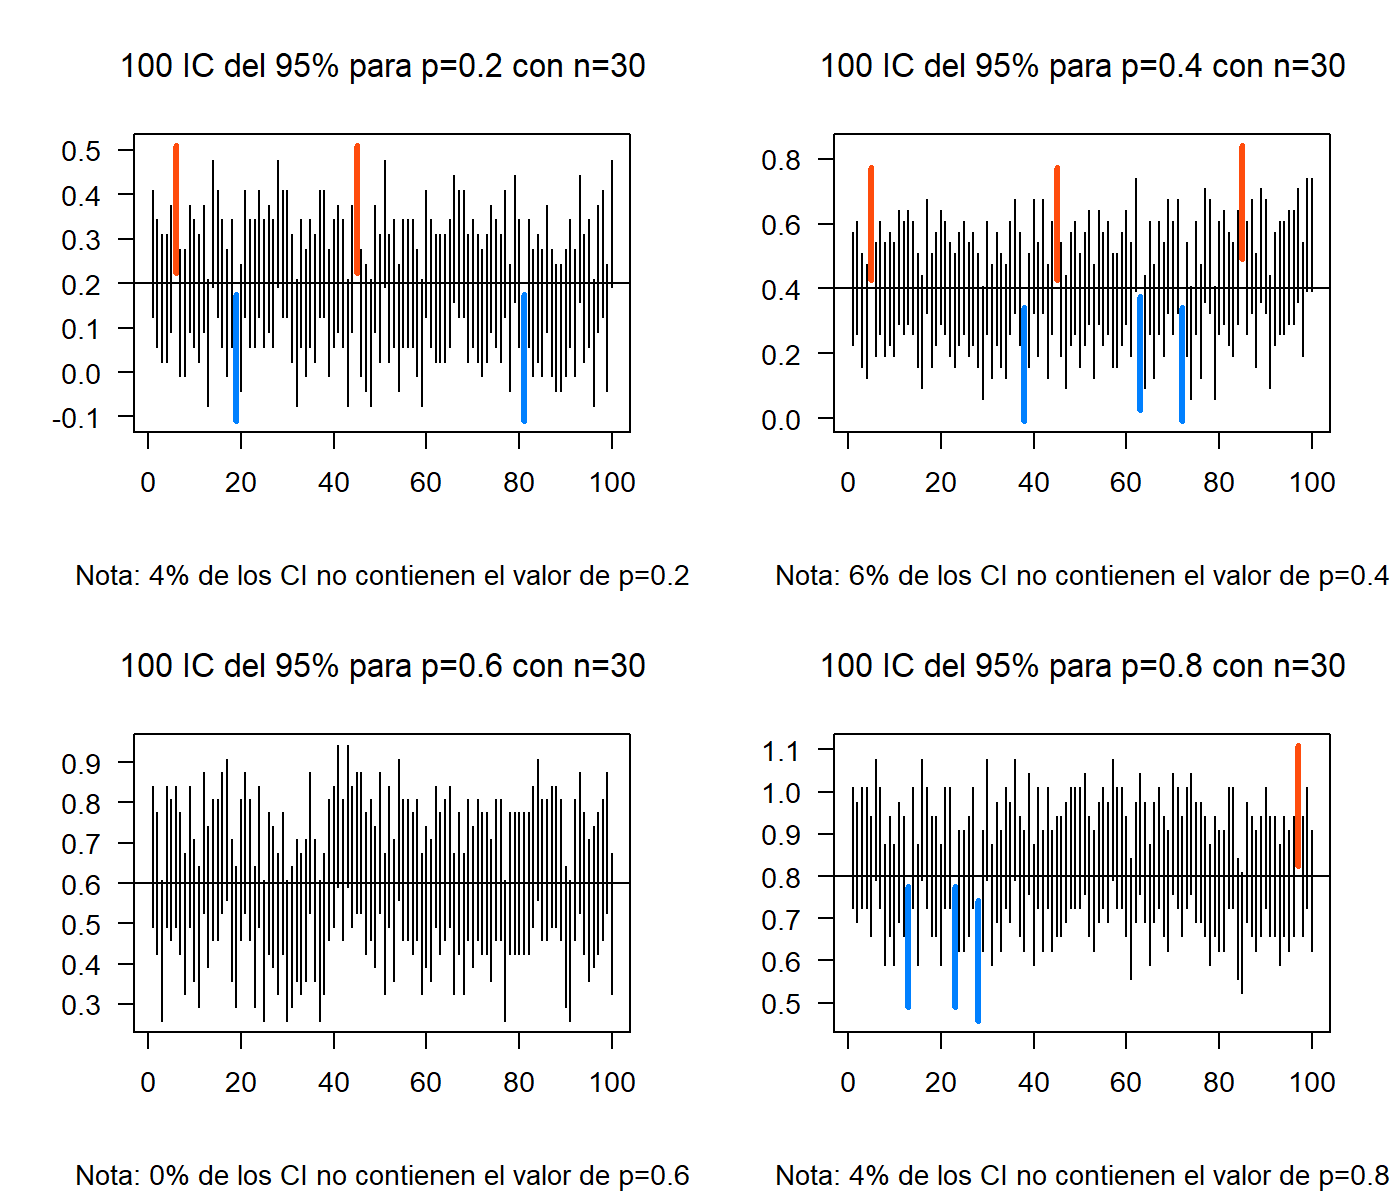 100 IC del 95% para p=0.2 con n=30
0.5
0.4
0.3
0.2
0.1
0.0
-0.1
0 20 40 60 80 100
Nota: 4% de los CI no contienen el valor de p=0.2
100 IC del 95% para p=0.4 con n=30
0.8
0.6
0.4
0.2
0.0
0 20 40 60 80 100
Nota: 6% de los CI no contienen el valor de p=0.4
100 IC del 95% para p=0.6 con n=30
0.9
0.8
0.7
0.6
0.5
0.4
0.3
0 20 40 60 80 100
Nota: 0% de los CI no contienen el valor de p=0.6
100 IC del 95% para p=0.8 con n=30
1.1
1.0
0.9
0.8
0.7
0.6
0.5
0 20 40 60 80 100
Nota: 4% de los CI no contienen el valor de p=0.8